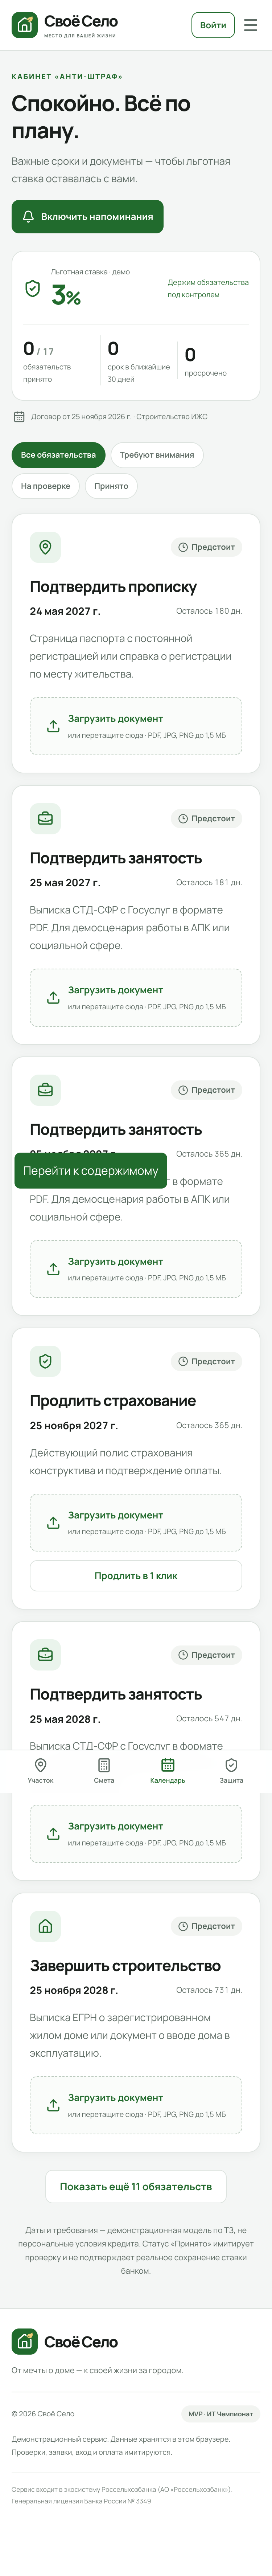 Своё Село
МЕСТО ДЛЯ ВАШЕЙ ЖИЗНИ
Войти
КАБИНЕТ «АНТИ-ШТРАФ»
Спокойно. Всё по
плану.
Важные сроки и документы — чтобы льготная
ставка оставалась с вами.
Включить напоминания
Льготная ставка · демо
3%
Держим обязательства
под контролем
0 / 17
обязательств
принято
0
срок в ближайшие
30 дней
0
просрочено
Договор от 25 ноября 2026 г. · Строительство ИЖС
Все обязательства
Требуют внимания
На проверке
Принято
Предстоит
Подтвердить прописку
24 мая 2027 г.
Осталось 180 дн.
Страница паспорта с постоянной
регистрацией или справка о регистрации
по месту жительства.
Загрузить документ
или перетащите сюда · PDF, JPG, PNG до 1,5 МБ
Предстоит
Подтвердить занятость
25 мая 2027 г.
Осталось 181 дн.
Выписка СТД-СФР с Госуслуг в формате
PDF. Для демосценария работы в АПК или
социальной сфере.
Загрузить документ
или перетащите сюда · PDF, JPG, PNG до 1,5 МБ
Предстоит
Подтвердить занятость
Осталось 365 дн.
Перейти к содержимому
в формате
PDF. Для демосценария работы в АПК или
социальной сфере.
Загрузить документ
или перетащите сюда · PDF, JPG, PNG до 1,5 МБ
Предстоит
Продлить страхование
25 ноября 2027 г.
Осталось 365 дн.
Действующий полис страхования
конструктива и подтверждение оплаты.
Загрузить документ
или перетащите сюда · PDF, JPG, PNG до 1,5 МБ
Продлить в 1 клик
Предстоит
Подтвердить занятость
25 мая 2028 г.
Осталось 547 дн.
Выписка СТД-СФР с Госуслуг в формате
Участок
Смета
Календарь
Защита
Загрузить документ
или перетащите сюда · PDF, JPG, PNG до 1,5 МБ
Предстоит
Завершить строительство
25 ноября 2028 г.
Осталось 731 дн.
Выписка ЕГРН о зарегистрированном
жилом доме или документ о вводе дома в
эксплуатацию.
Загрузить документ
или перетащите сюда · PDF, JPG, PNG до 1,5 МБ
Показать ещё 11 обязательств
Даты и требования — демонстрационная модель по ТЗ, не
персональные условия кредита. Статус «Принято» имитирует
проверку и не подтверждает реальное сохранение ставки
банком.
Своё Село
От мечты о доме — к своей жизни за городом.
© 2026 Своё Село
MVP · ИТ Чемпионат
Демонстрационный сервис. Данные хранятся в этом браузере.
Проверки, заявки, вход и оплата имитируются.
Сервис входит в экосистему Россельхозбанка (АО «Россельхозбанк»).
Генеральная лицензия Банка России № 3349